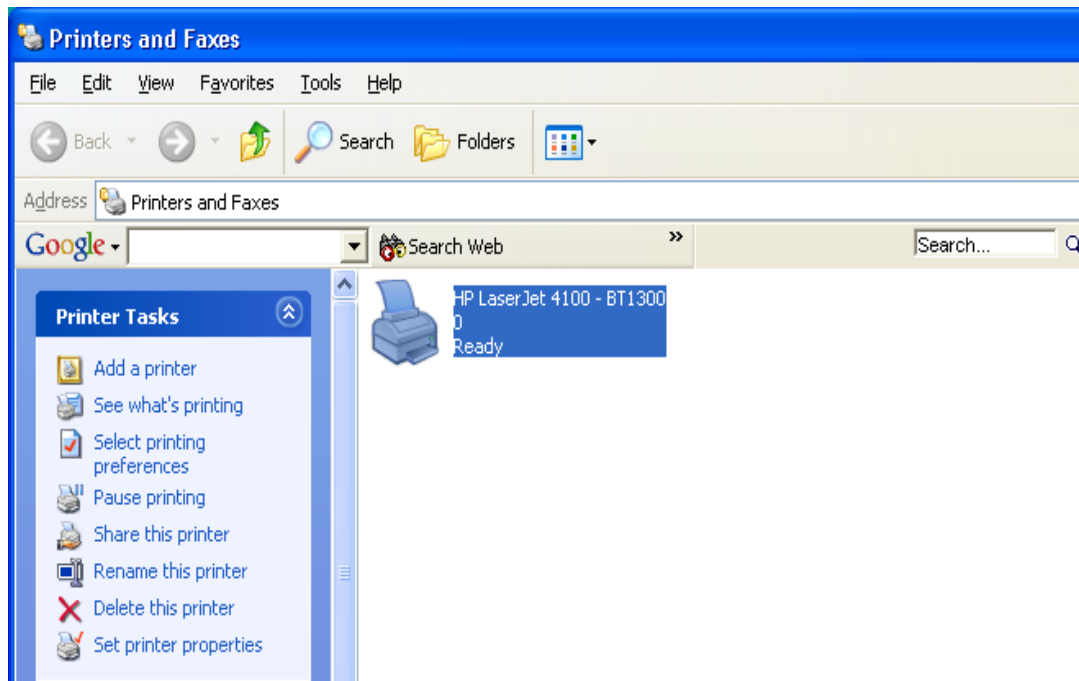 Printers and Faxes
File Edit View Favorites Tools Help
Back Search Folders
Address Printers and Faxes
Google Search Web » Search...
Printer Tasks
Add a printer
See what's printing
Select printing
preferences
Pause printing
Share this printer
Rename this printer
Delete this printer
Set printer properties
HP LaserJet 4100 - BT1300
0
Ready